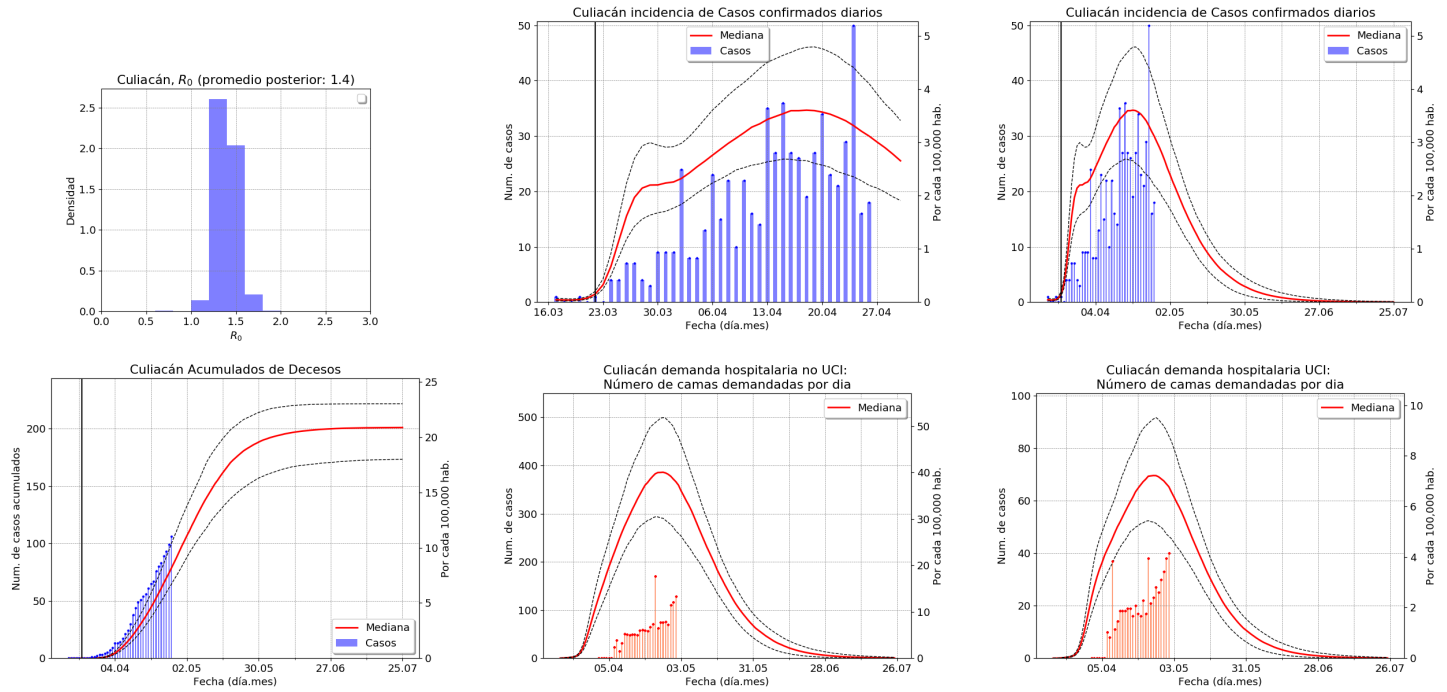 Culiacán, R₀ (promedio posterior: 1.4)
Densidad
2.5
2.0
1.5
1.0
0.5
0.0
0.0 0.5 1.0 1.5 2.0 2.5 3.0
R₀
Culiacán incidencia de Casos confirmados diarios
Mediana
Casos
Num. de casos
50
40
30
20
10
0
5
4
3
2
1
0
Por cada 100,000 hab.
16.03 23.03 30.03 06.04 13.04 20.04 27.04
Fecha (día.mes)
Culiacán incidencia de Casos confirmados diarios
Mediana
Casos
Num. de casos
50
40
30
20
10
0
5
4
3
2
1
0
Por cada 100,000 hab.
04.04 02.05 30.05 27.06 25.07
Fecha (día.mes)
Culiacán Acumulados de Decesos
Num. de casos acumulados
200
150
100
50
0
25
20
15
10
5
0
Por cada 100,000 hab.
Mediana
Casos
04.04 02.05 30.05 27.06 25.07
Fecha (día.mes)
Culiacán demanda hospitalaria no UCI:
Número de camas demandadas por dia
Mediana
Num. de casos
500
400
300
200
100
0
50
40
30
20
10
0
Por cada 100,000 hab.
05.04 03.05 31.05 28.06 26.07
Fecha (día.mes)
Culiacán demanda hospitalaria UCI:
Número de camas demandadas por dia
Mediana
Num. de casos
100
80
60
40
20
0
10
8
6
4
2
0
Por cada 100,000 hab.
05.04 03.05 31.05 28.06 26.07
Fecha (día.mes)